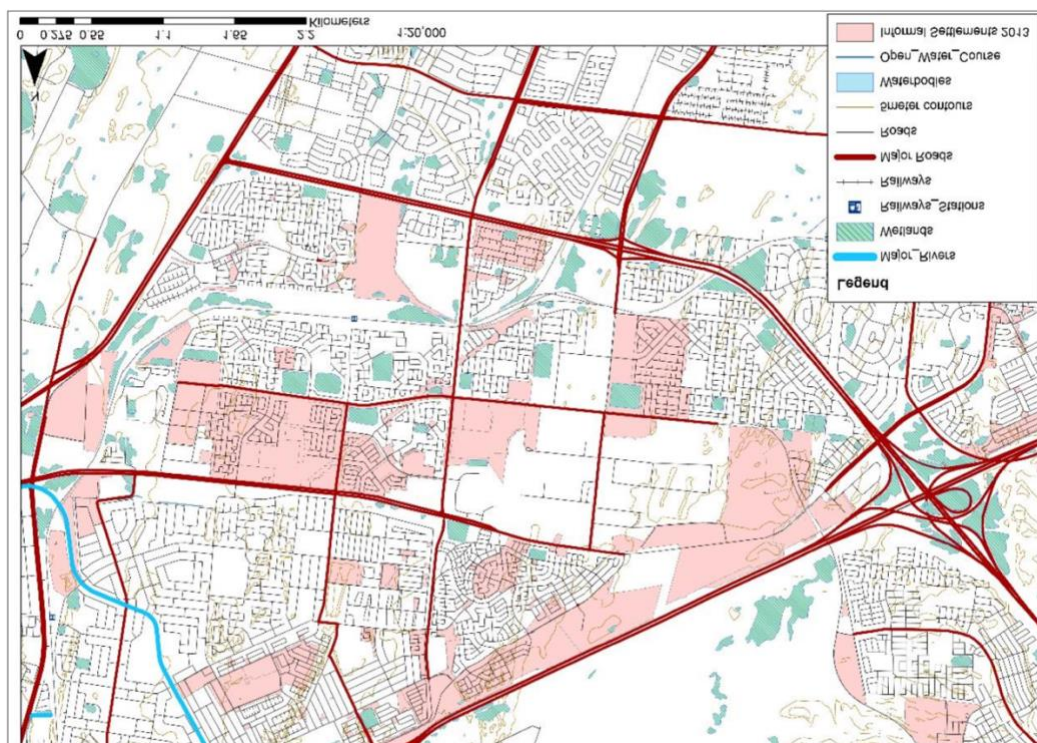 Legend
Major_Rivers
Wetlands
Railways_Stations
Railways
Major Roads
Roads
5meter contours
Waterbodies
Open_Water_Course
Informal Settlements 2013
N
1:20,000
0 0.275 0.55 1.1 1.65 2.2
Kilometers